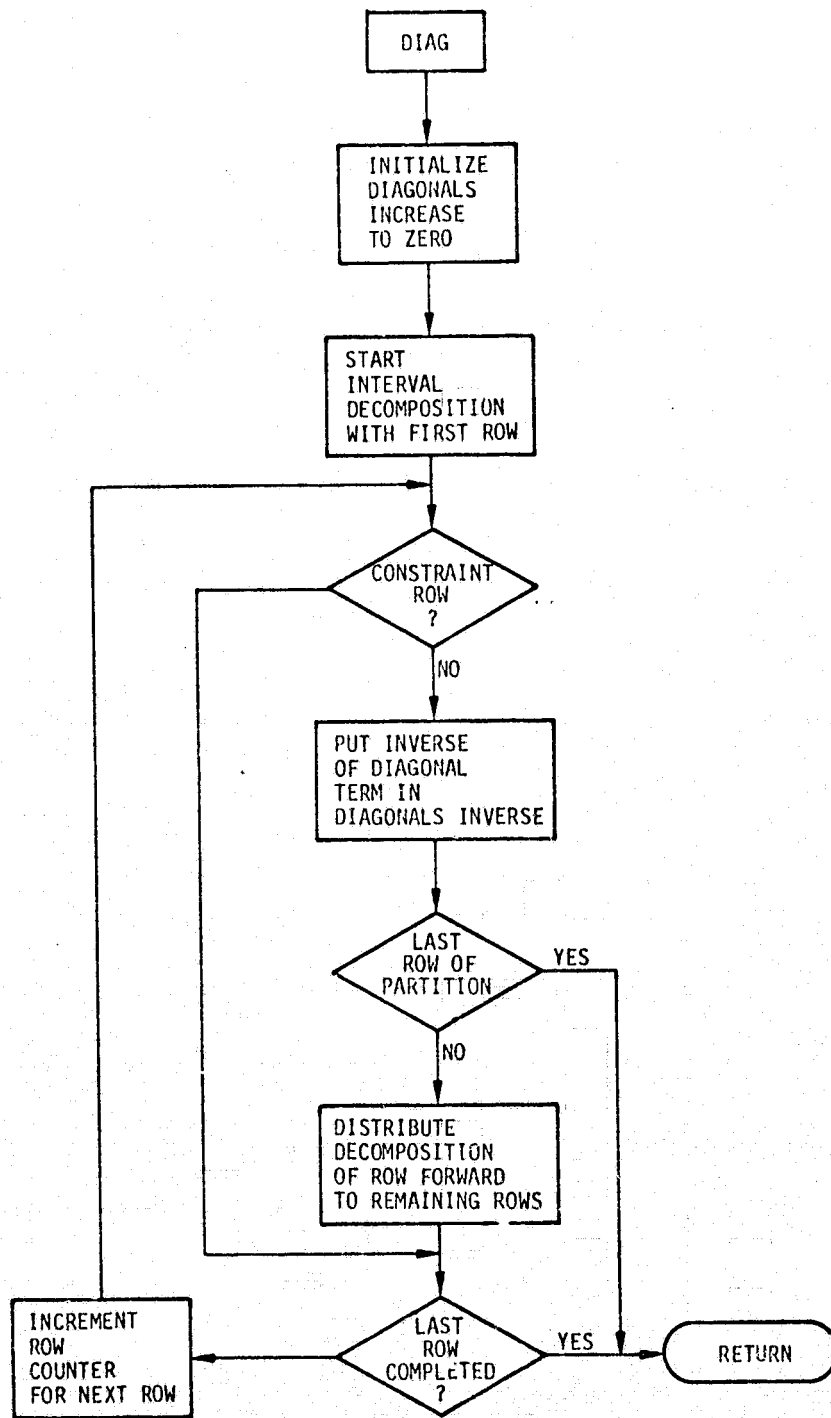 DIAG
INITIALIZE
DIAGONALS
INCREASE
TO ZERO
START
INTERVAL
DECOMPOSITION
WITH FIRST ROW
CONSTRAINT
ROW
?
NO
PUT INVERSE
OF DIAGONAL
TERM IN
DIAGONALS INVERSE
LAST
ROW OF
PARTITION
YES
NO
DISTRIBUTE
DECOMPOSITION
OF ROW FORWARD
TO REMAINING ROWS
INCREMENT
ROW
COUNTER
FOR NEXT ROW
LAST
ROW
COMPLETED
?
YES
RETURN